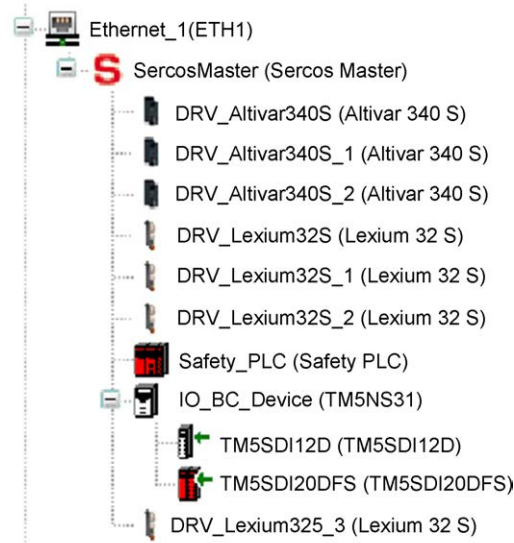 Ethernet_1(ETH1)
S SercosMaster (Sercos Master)
DRV_Altivar340S (Altivar 340 S)
DRV_Altivar340S_1 (Altivar 340 S)
DRV_Altivar340S_2 (Altivar 340 S)
DRV_Lexium32S (Lexium 32 S)
DRV_Lexium32S_1 (Lexium 32 S)
DRV_Lexium32S_2 (Lexium 32 S)
Safety_PLC (Safety PLC)
IO_BC_Device (TM5NS31)
TM5SDI12D (TM5SDI12D)
TM5SDI20DFS (TM5SDI20DFS)
DRV_Lexium325_3 (Lexium 32 S)